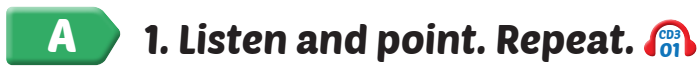 A 1. Listen and point. Repeat. CD3 01